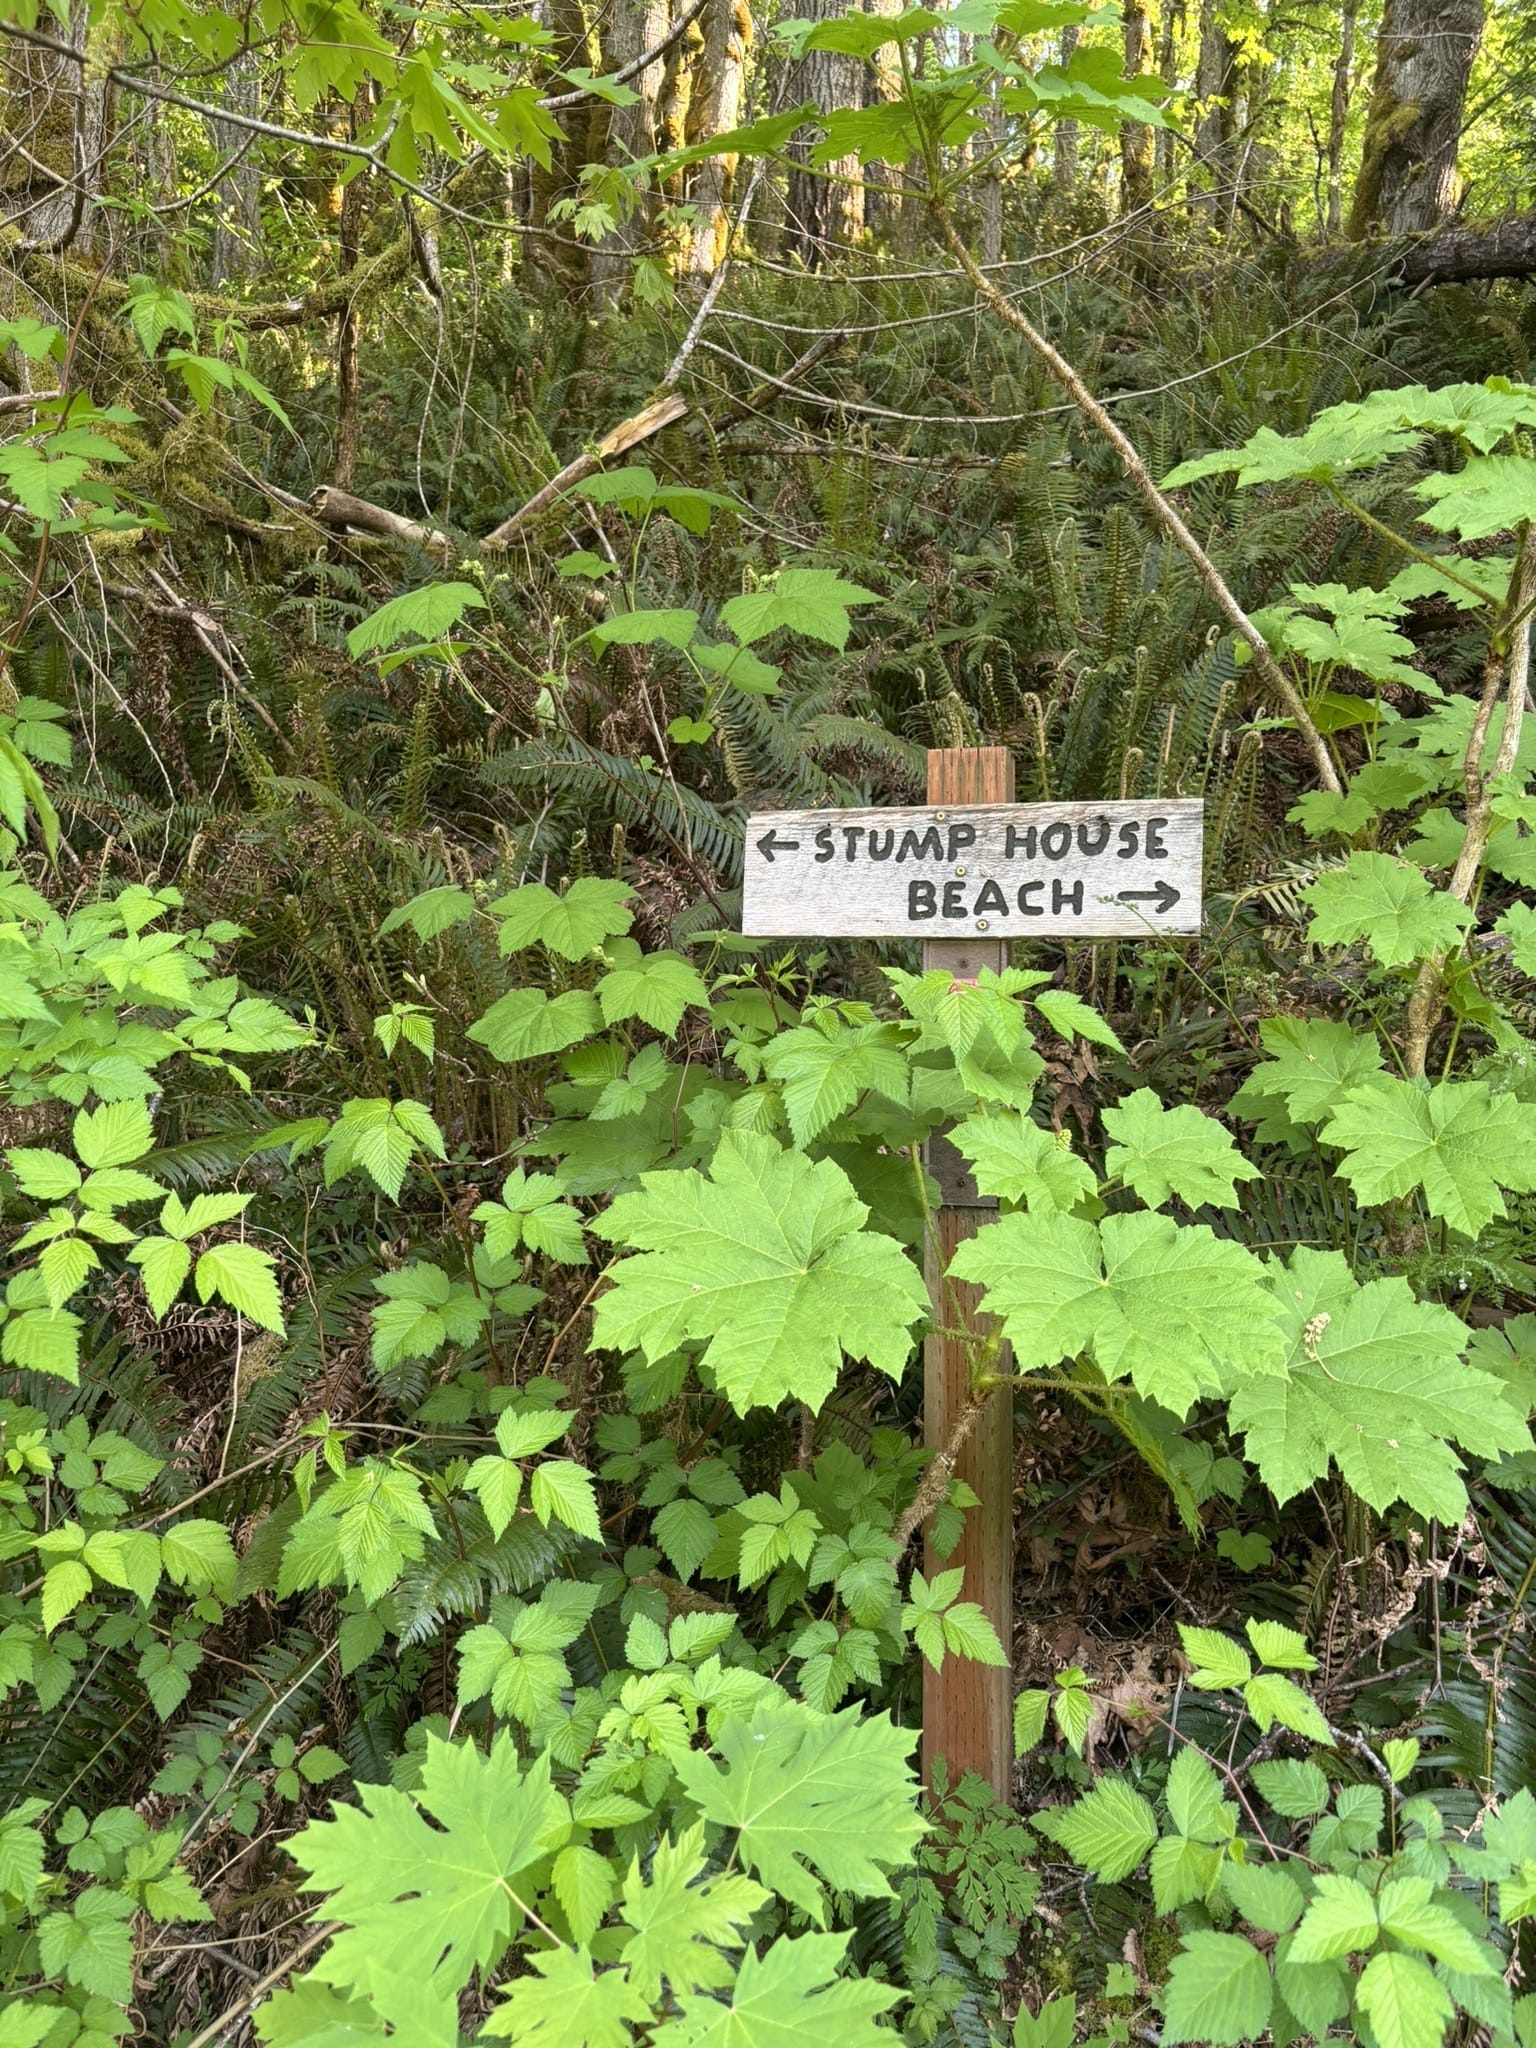 ← STUMP HOUSE
BEACH →